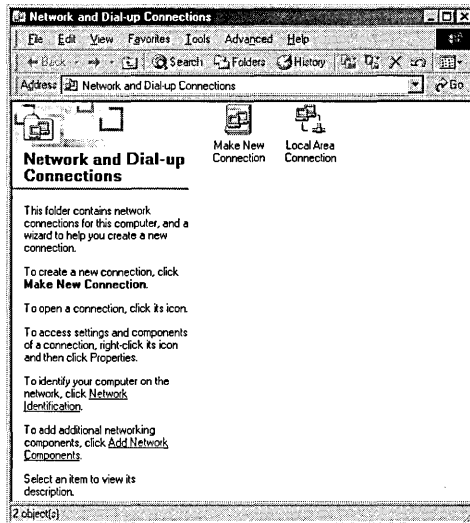 Network and Dial-up Connections
File Edit View Favorites Tools Advanced Help
Back Search Folders History
Address Network and Dial-up Connections Go
Network and Dial-up
Connections
Make New
Connection
Local Area
Connection
This folder contains network
connections for this computer, and a
wizard to help you create a new
connection.
To create a new connection, click
Make New Connection.
To open a connection, click its icon.
To access settings and components
of a connection, right-click its icon
and then click Properties.
To identify your computer on the
network, click Network
Identification.
To add additional networking
components, click Add Network
Components.
Select an item to view its
description.
2 object(s)